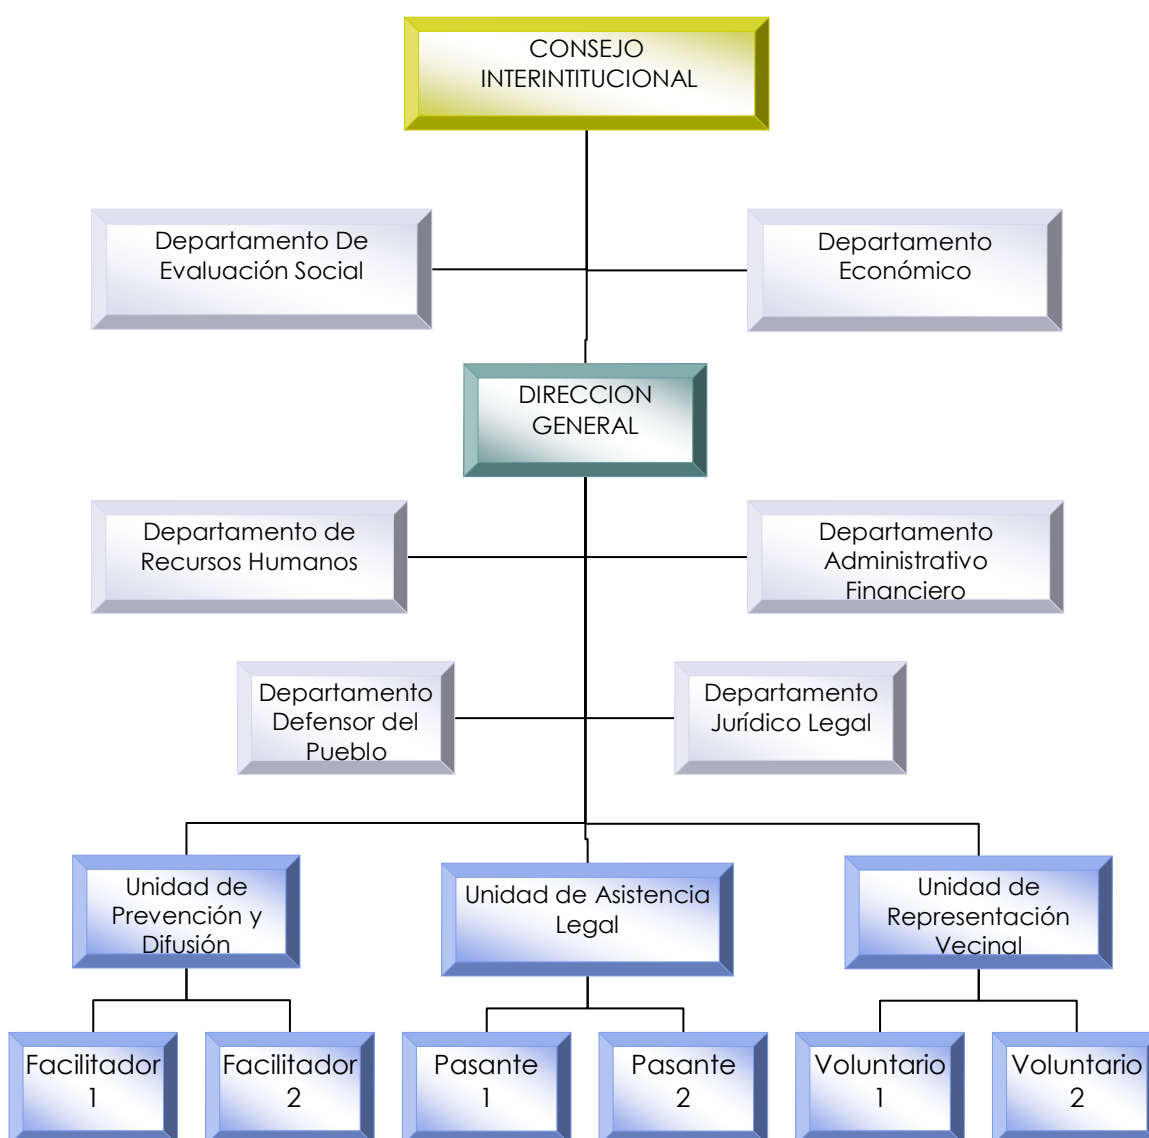 CONSEJO
INTERINTITUCIONAL
Departamento De
Evaluación Social
Departamento
Económico
DIRECCION
GENERAL
Departamento de
Recursos Humanos
Departamento
Administrativo
Financiero
Departamento
Defensor del
Pueblo
Departamento
Jurídico Legal
Unidad de
Prevención y
Difusión
Unidad de Asistencia
Legal
Unidad de
Representación
Vecinal
Facilitador
1
Facilitador
2
Pasante
1
Pasante
2
Voluntario
1
Voluntario
2